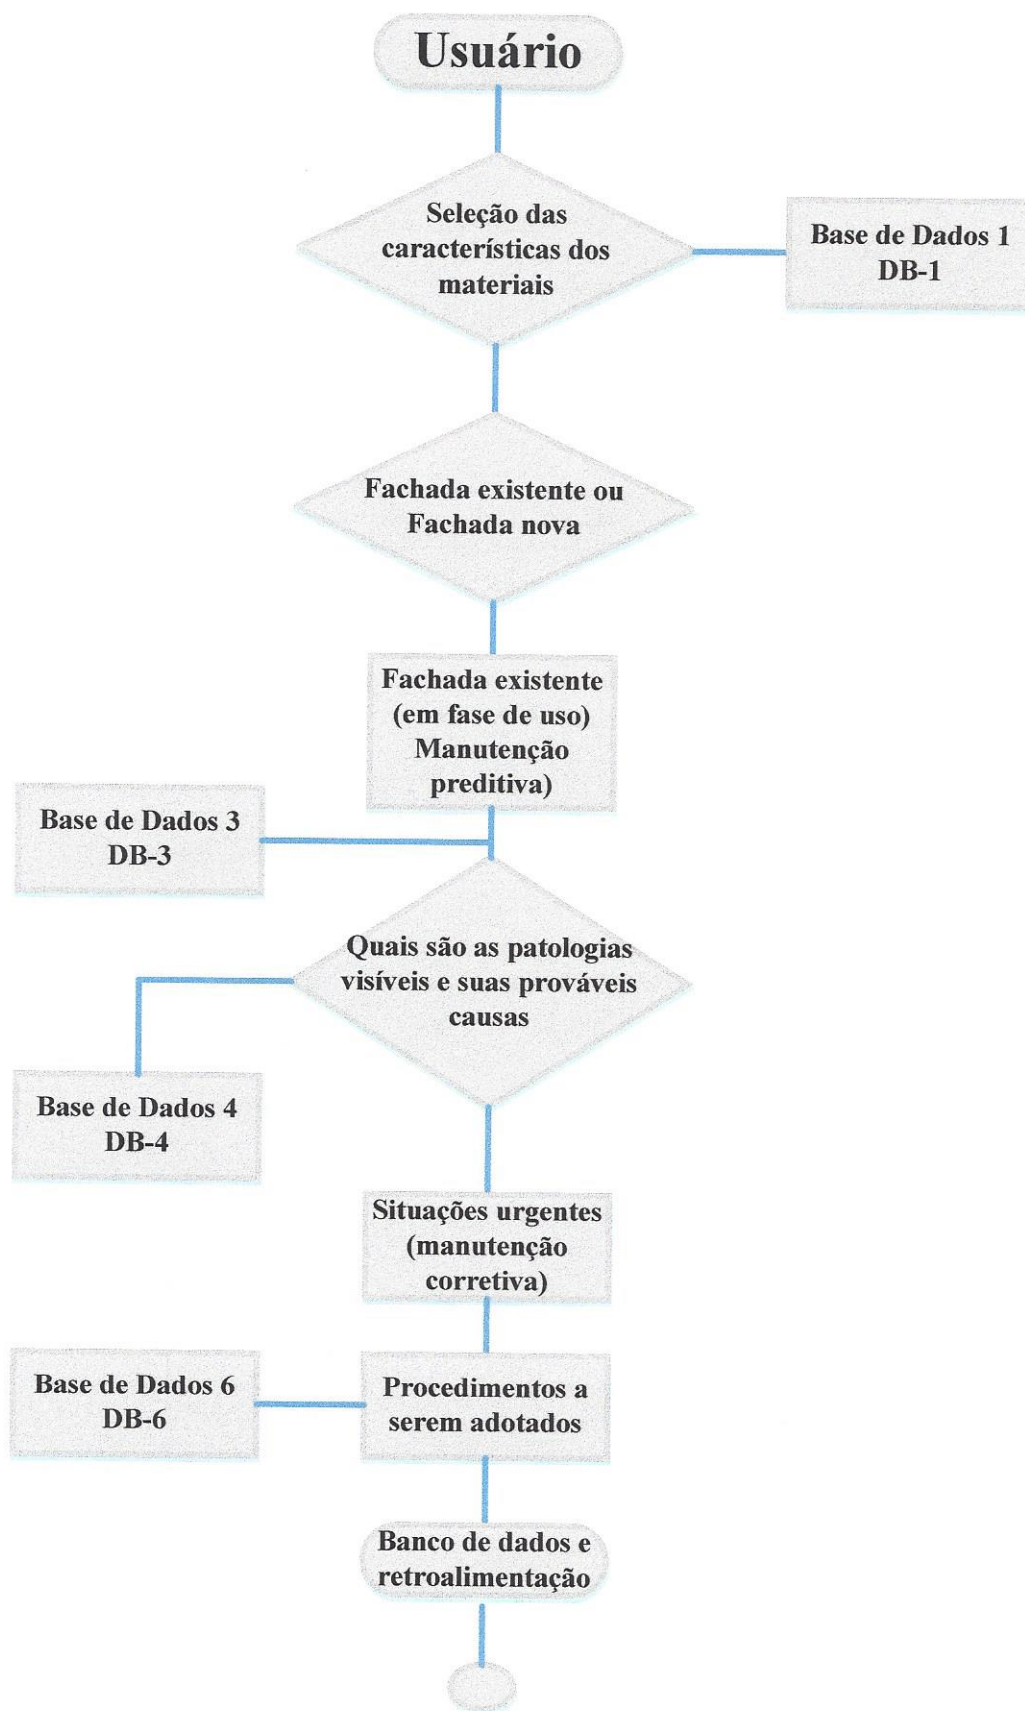 Usuário
Seleção das
características dos
materiais
Base de Dados 1
DB-1
Fachada existente ou
Fachada nova
Fachada existente
(em fase de uso)
Manutenção
preditiva)
Base de Dados 3
DB-3
Quais são as patologias
visíveis e suas prováveis
causas
Base de Dados 4
DB-4
Situações urgentes
(manutenção
corretiva)
Base de Dados 6
DB-6
Procedimentos a
serem adotados
Banco de dados e
retroalimentação